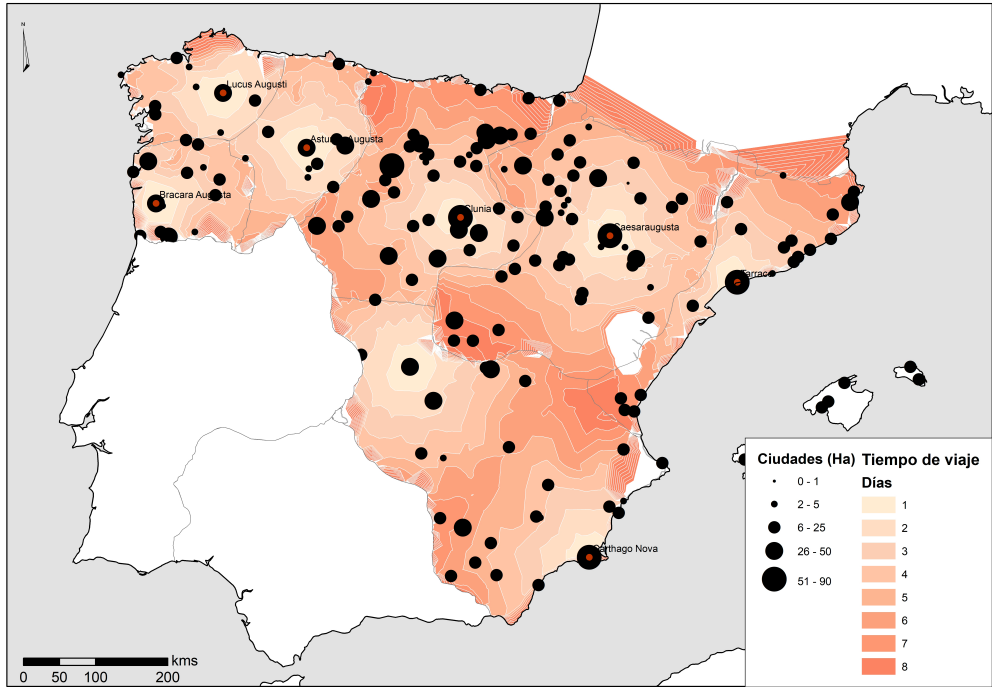 N
Lucus Augusti
Asturica Augusta
Bracara Augusta
Clunia
Caesaraugusta
Tarraco
Carthago Nova
Ciudades (Ha)
0 - 1
2 - 5
6 - 25
26 - 50
51 - 90
Tiempo de viaje
Días
1
2
3
4
5
6
7
8
kms
0 50 100 200